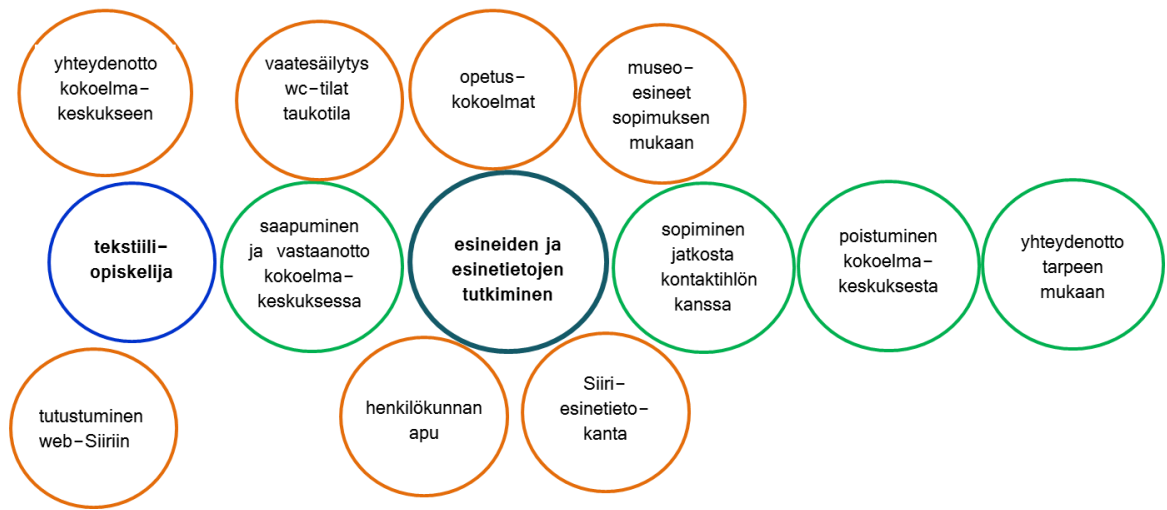 yhteydenotto
kokoelma–
keskukseen
vaatesäilytys
wc–tilat
taukotila
opetus–
kokoelmat
museo–
esineet
sopimuksen
mukaan
tekstiili–
opiskelija
saapuminen
ja vastaanotto
kokoelma–
keskuksessa
esineiden ja
esinetietojen
tutkiminen
sopiminen
jatkosta
kontaktihlön
kanssa
poistuminen
kokoelma–
keskuksesta
yhteydenotto
tarpeen
mukaan
tutustuminen
web–Siiriin
henkilökunnan
apu
Siiri–
esinetieto–
kanta